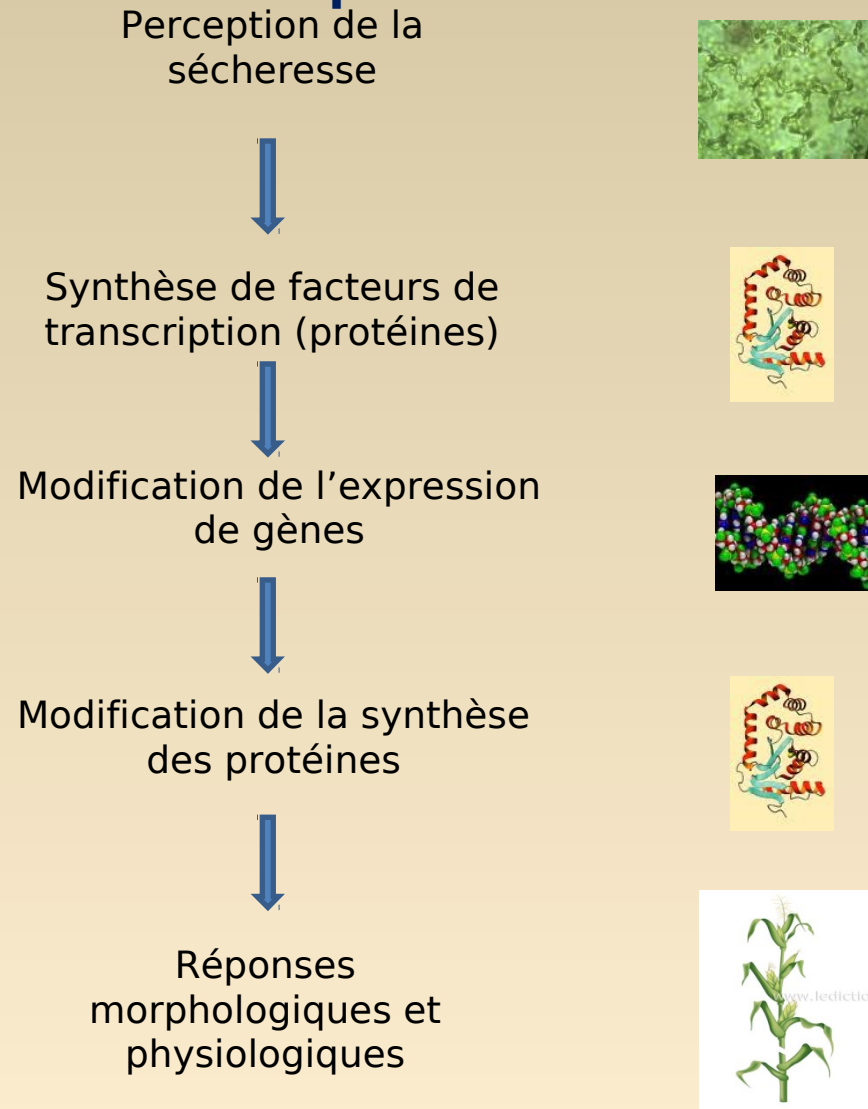 Perception de la
sécheresse
Synthèse de facteurs de
transcription (protéines)
Modification de l’expression
de gènes
Modification de la synthèse
des protéines
Réponses
morphologiques et
physiologiques